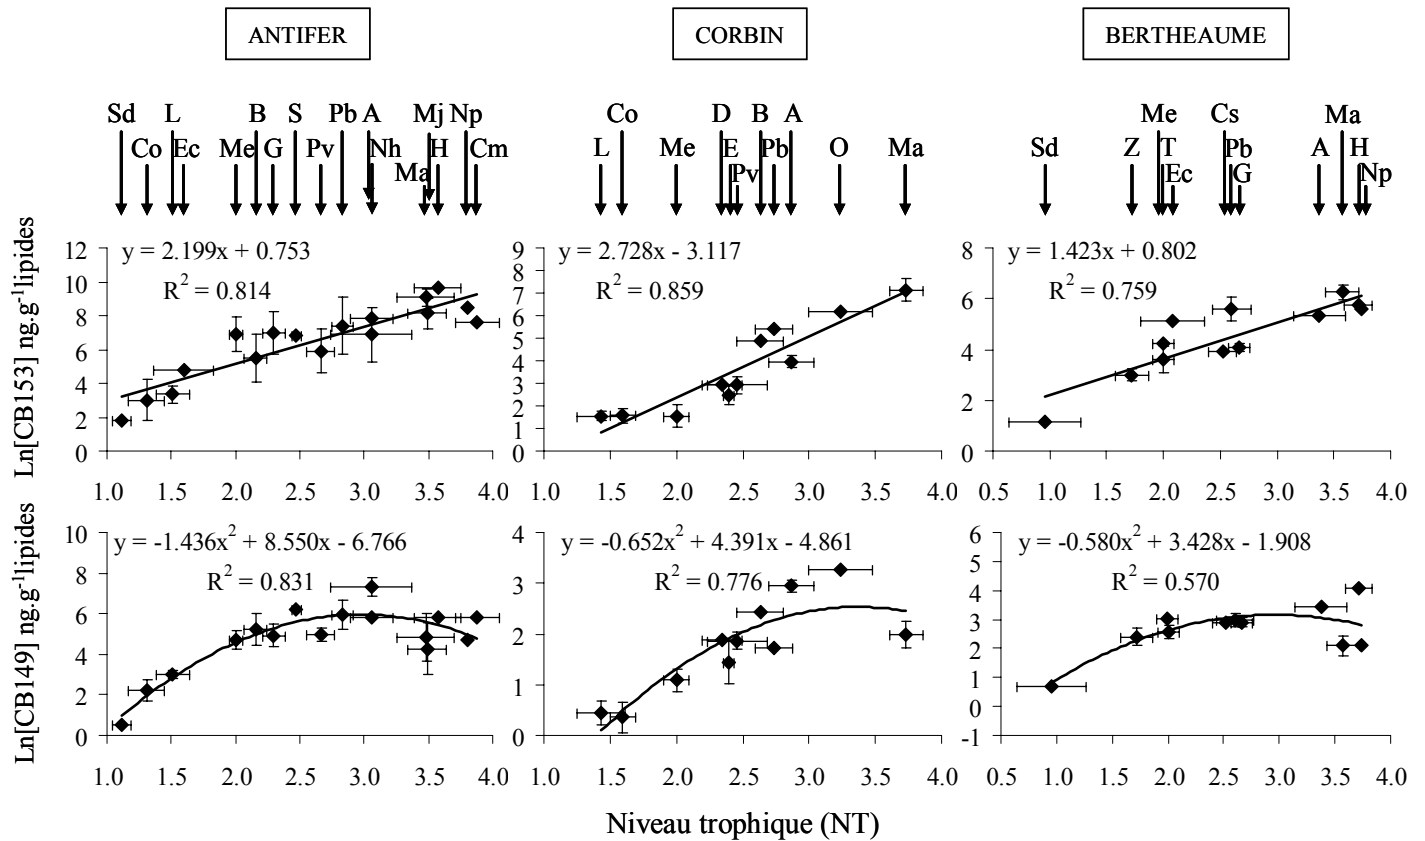 ANTIFER CORBIN BERTHEAUME
Sd L B S Pb A Mj Np Co D B A Me Cs Ma
Co Ec Me G Pv Nh H Cm L Me E Pb O Ma Sd Z T Pb A H
Ma Pv Ec G Np
Ln[CB153] ng.g⁻¹lipides
y = 2.199x + 0.753
R² = 0.814
12
10
8
6
4
2
0
1.0 1.5 2.0 2.5 3.0 3.5 4.0
y = 2.728x - 3.117
R² = 0.859
9
8
7
6
5
4
3
2
1
0
1.0 1.5 2.0 2.5 3.0 3.5 4.0
y = 1.423x + 0.802
R² = 0.759
8
6
4
2
0
0.5 1.0 1.5 2.0 2.5 3.0 3.5 4.0
Ln[CB149] ng.g⁻¹lipides
y = -1.436x² + 8.550x - 6.766
R² = 0.831
10
8
6
4
2
0
1.0 1.5 2.0 2.5 3.0 3.5 4.0
y = -0.652x² + 4.391x - 4.861
R² = 0.776
4
3
2
1
0
1.0 1.5 2.0 2.5 3.0 3.5 4.0
y = -0.580x² + 3.428x - 1.908
R² = 0.570
6
5
4
3
2
1
0
-1
0.5 1.0 1.5 2.0 2.5 3.0 3.5 4.0
Niveau trophique (NT)